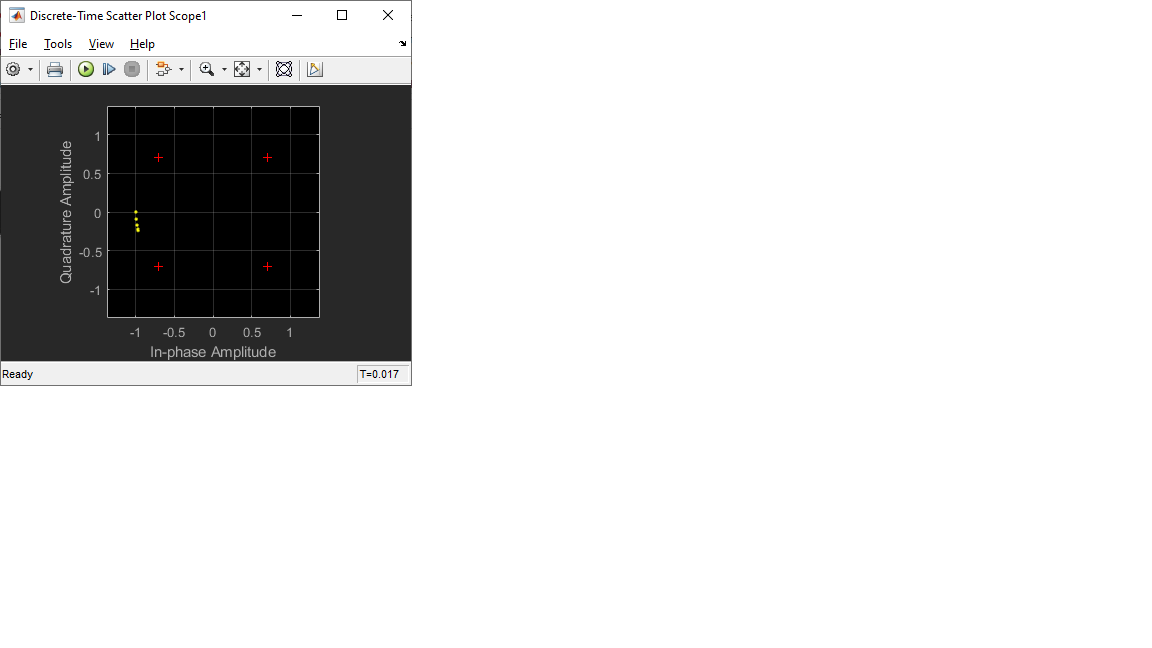 Discrete-Time Scatter Plot Scope1
File Tools View Help
Quadrature Amplitude
1
0.5
0
-0.5
-1
-1 -0.5 0 0.5 1
In-phase Amplitude
Ready T=0.017